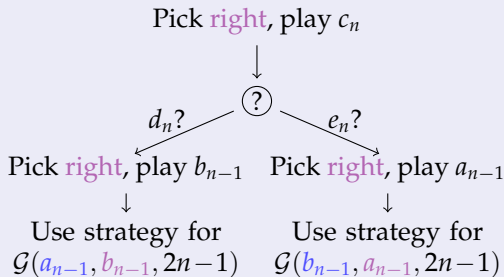 Pick right, play cₙ
?
dₙ? eₙ?
Pick right, play bₙ₋₁ Pick right, play aₙ₋₁
Use strategy for Use strategy for
𝒢(aₙ₋₁, bₙ₋₁, 2n−1) 𝒢(bₙ₋₁, aₙ₋₁, 2n−1)